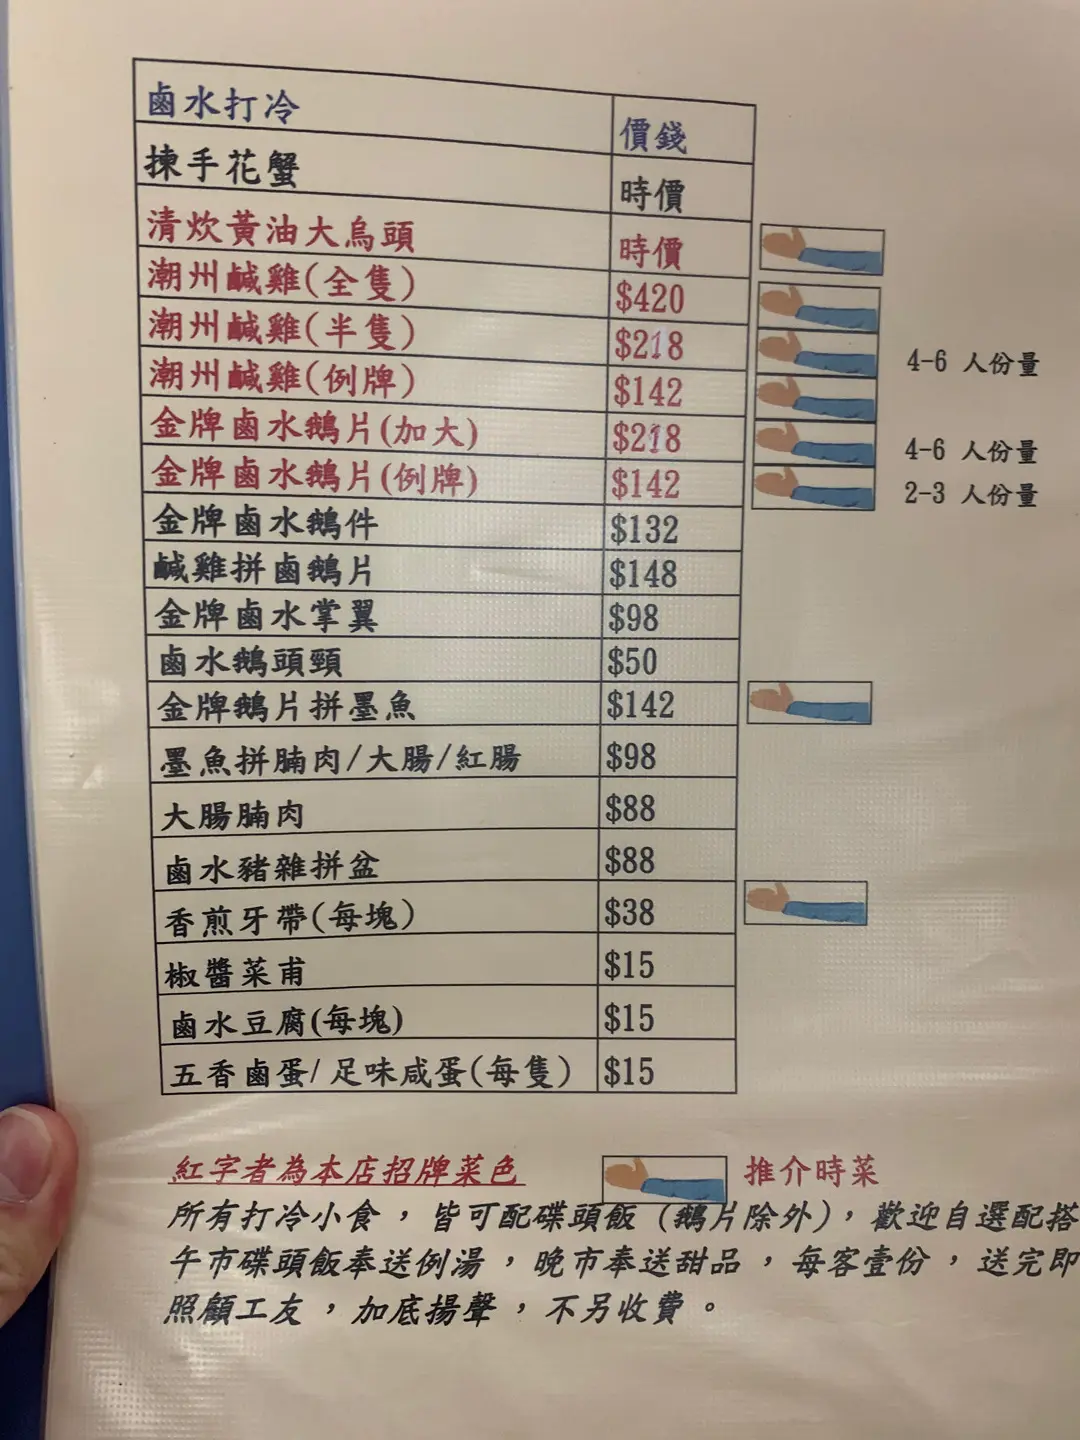 鹵水打冷 價錢
揀手花蟹 時價
清炊黃油大烏頭 時價
潮州鹹雞(全隻) $420
潮州鹹雞(半隻) $218 4-6 人份量
潮州鹹雞(例牌) $142
金牌鹵水鵝片(加大) $218 4-6 人份量
金牌鹵水鵝片(例牌) $142 2-3 人份量
金牌鹵水鵝件 $132
鹹雞拼鹵鵝片 $148
金牌鹵水掌翼 $98
鹵水鵝頭頸 $50
金牌鵝片拼墨魚 $142
墨魚拼腩肉/大腸/紅腸 $98
大腸腩肉 $88
鹵水豬雜拼盆 $88
香煎牙帶(每塊) $38
椒醬菜甫 $15
鹵水豆腐(每塊) $15
五香鹵蛋/足味咸蛋(每隻) $15
紅字者為本店招牌菜色 推介時菜
所有打冷小食，皆可配碟頭飯(鵝片除外)，歡迎自選配搭
午市碟頭飯奉送例湯，晚市奉送甜品，每客壹份，送完即
照顧工友，加底揚聲，不另收費。